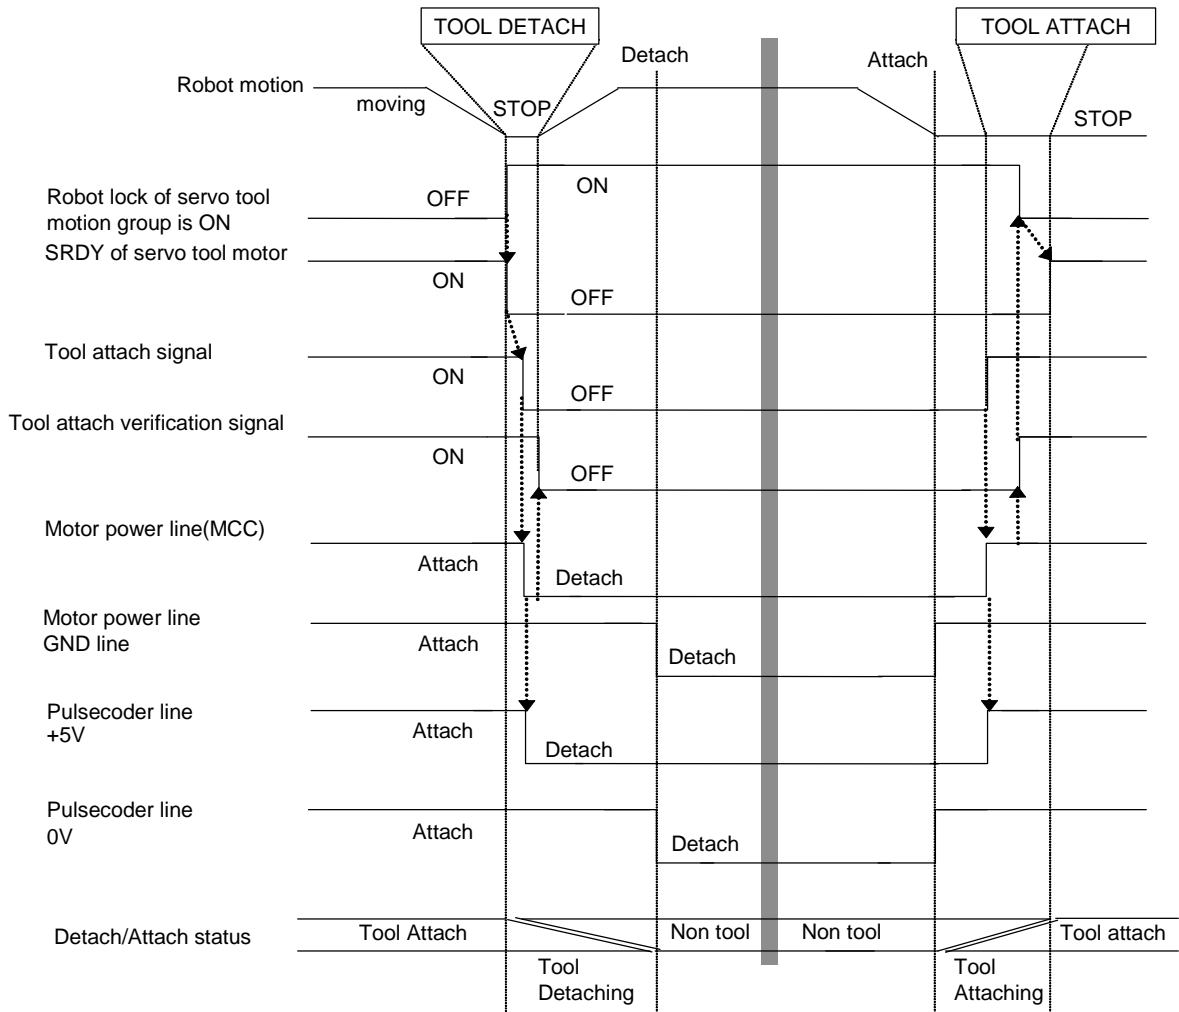 TOOL DETACH
TOOL ATTACH
Detach
Attach
Robot motion
moving
STOP
STOP
Robot lock of servo tool
motion group is ON
OFF
ON
SRDY of servo tool motor
ON
OFF
Tool attach signal
ON
OFF
Tool attach verification signal
ON
OFF
Motor power line(MCC)
Attach
Detach
Motor power line
GND line
Attach
Detach
Pulsecoder line
+5V
Attach
Detach
Pulsecoder line
0V
Attach
Detach
Detach/Attach status
Tool Attach
Non tool
Non tool
Tool attach
Tool
Detaching
Tool
Attaching